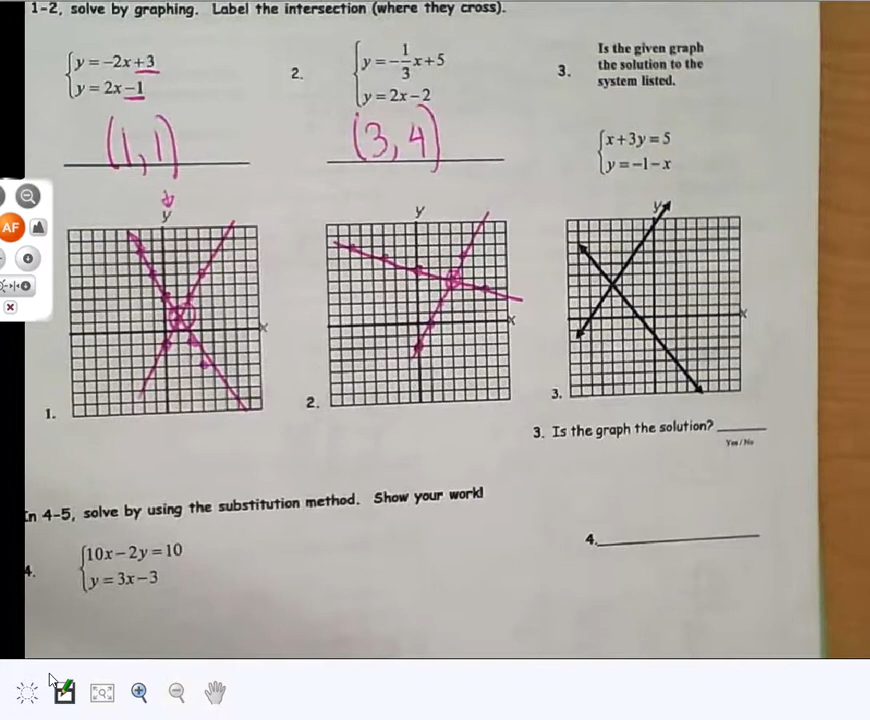 1-2, solve by graphing. Label the intersection (where they cross).
{y = -2x+3
{y = 2x-1
(1,1)
2.
{y = -1/3x+5
{y = 2x-2
(3,4)
3.
Is the given graph
the solution to the
system listed.
{x+3y=5
{y=-1-x
y
x
1.
y
x
2.
y
x
3.
3. Is the graph the solution?
Yes / No
In 4-5, solve by using the substitution method. Show your work!
4.
{10x-2y=10
{y=3x-3
4.
AF